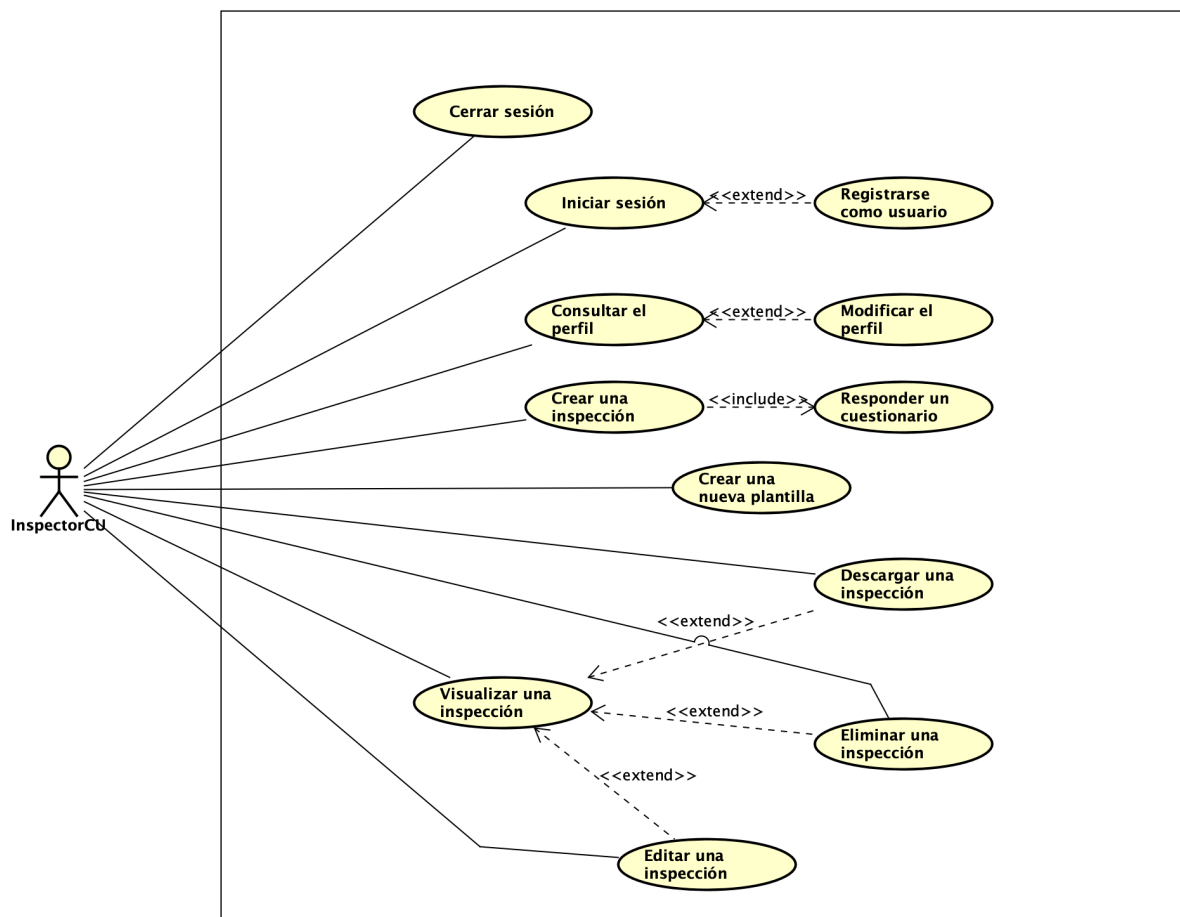 Cerrar sesión
Iniciar sesión
<<extend>>
Registrarse
como usuario
Consultar el
perfil
<<extend>>
Modificar el
perfil
Crear una
inspección
<<include>>
Responder un
cuestionario
Crear una
nueva plantilla
InspectorCU
Descargar una
inspección
<<extend>>
Visualizar una
inspección
<<extend>>
Eliminar una
inspección
<<extend>>
Editar una
inspección